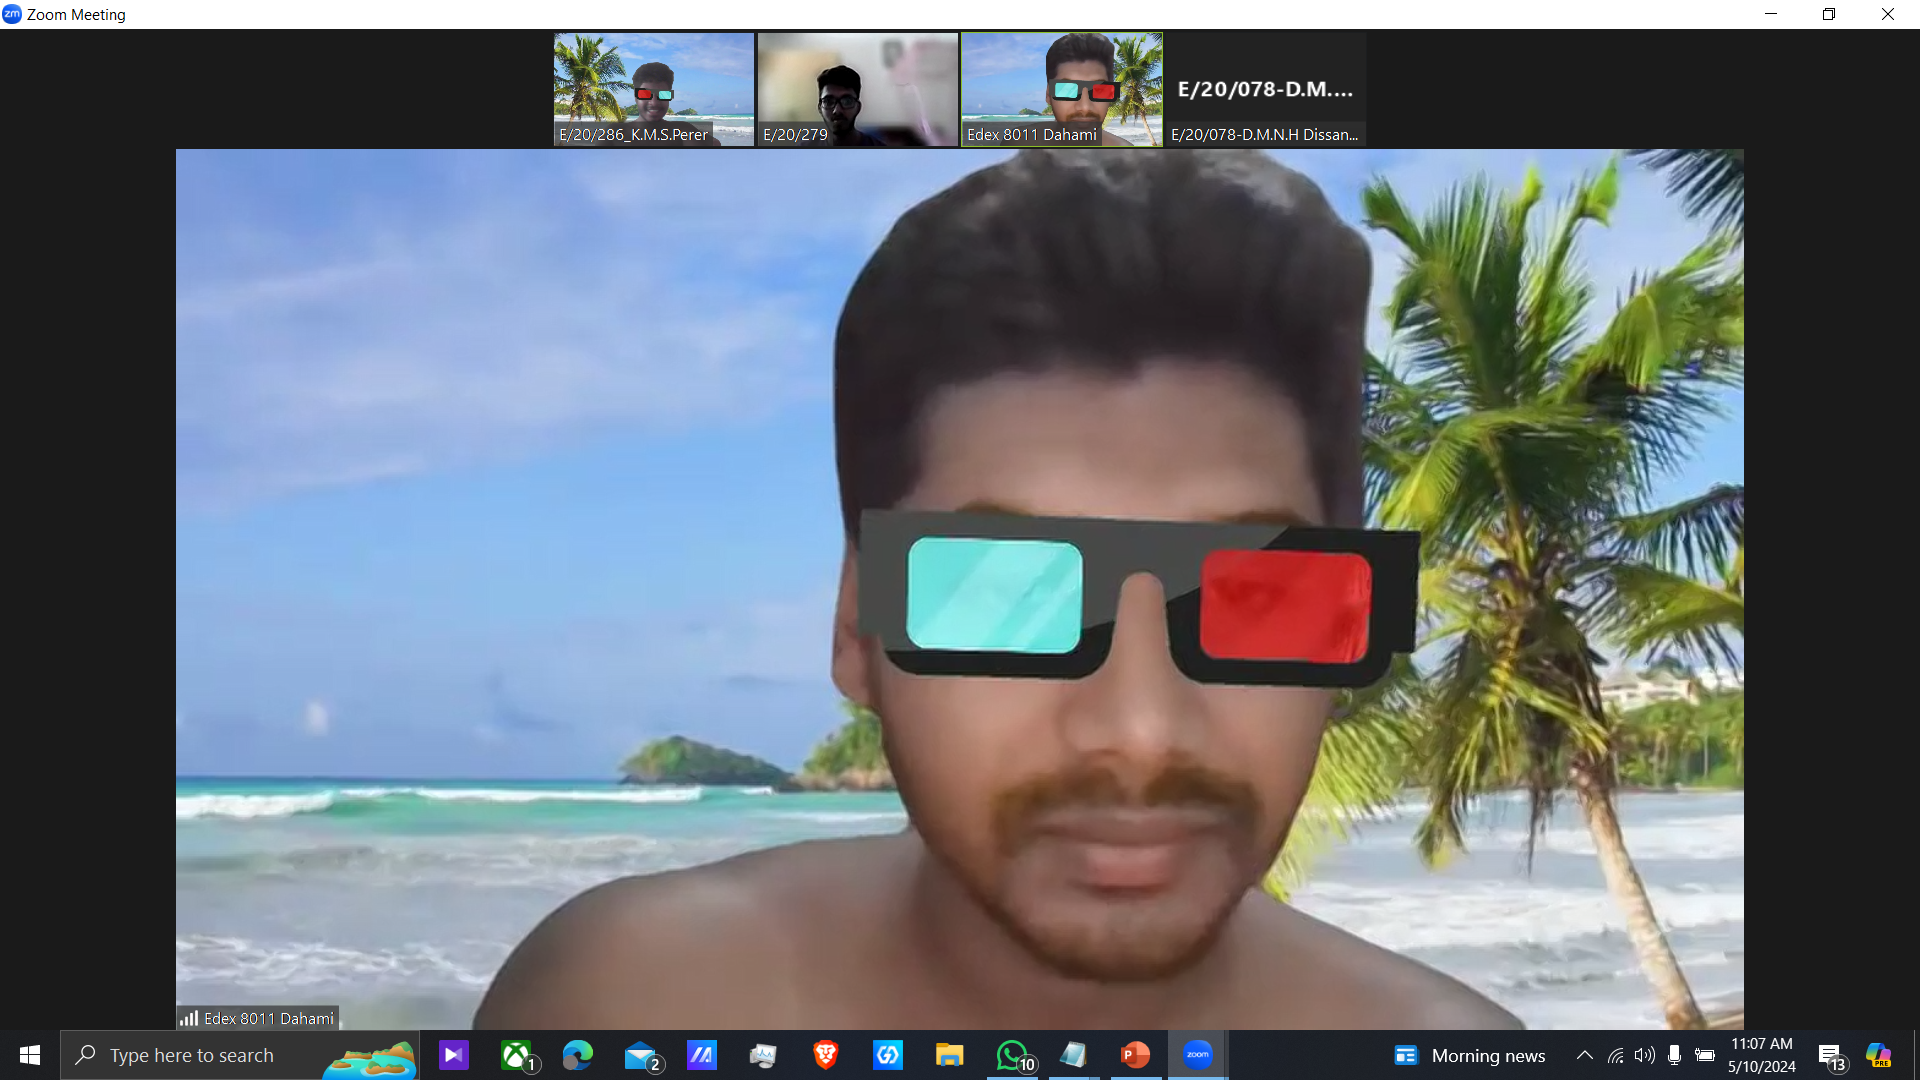 zm Zoom Meeting
E/20/078-D.M....
E/20/286_K.M.S.Perer
E/20/279
Edex 8011 Dahami
E/20/078-D.M.N.H Dissan...
Edex 8011 Dahami
Type here to search
1
2
10
P
zoom
Morning news
11:07 AM
5/10/2024
13
PRE